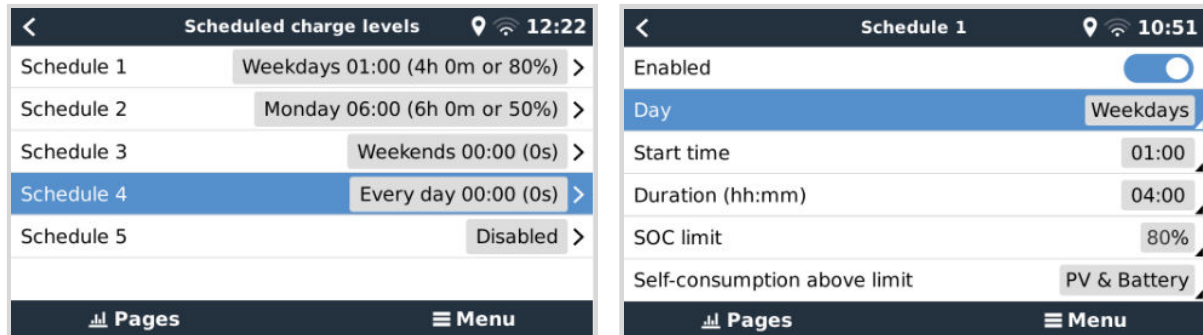 Scheduled charge levels 12:22
Schedule 1 Weekdays 01:00 (4h 0m or 80%)
Schedule 2 Monday 06:00 (6h 0m or 50%)
Schedule 3 Weekends 00:00 (0s)
Schedule 4 Every day 00:00 (0s)
Schedule 5 Disabled
Pages Menu
Schedule 1 10:51
Enabled
Day Weekdays
Start time 01:00
Duration (hh:mm) 04:00
SOC limit 80%
Self-consumption above limit PV & Battery
Pages Menu